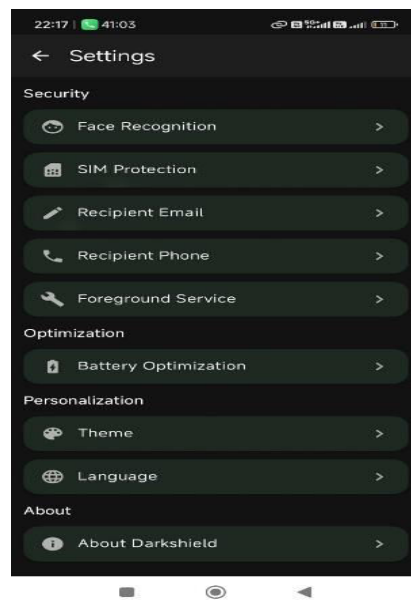 22:17 | 41:03
← Settings
Security
Face Recognition >
SIM Protection >
Recipient Email >
Recipient Phone >
Foreground Service >
Optimization
Battery Optimization >
Personalization
Theme >
Language >
About
About Darkshield >